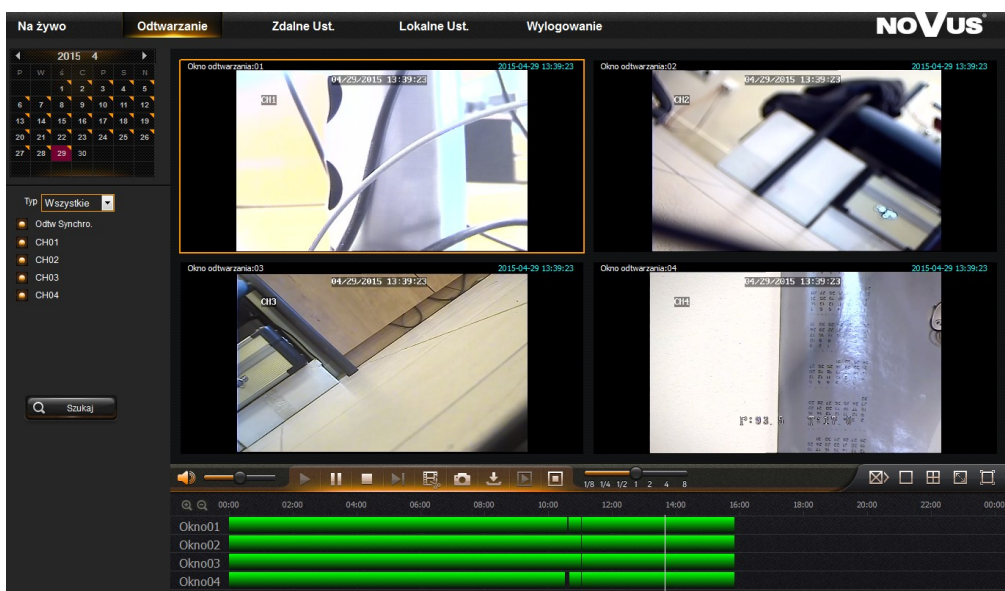 Na żywo Odtwarzanie Zdalne Ust. Lokalne Ust. Wylogowanie NOVUS®
2015 4
P W Ś C P S N
1 2 3 4 5
6 7 8 9 10 11 12
13 14 15 16 17 18 19
20 21 22 23 24 25 26
27 28 29 30
Typ Wszystkie
Odtw Synchro.
CH01
CH02
CH03
CH04
Szukaj
Okno odtwarzania:01 2015-04-29 13:39:23
04/29/2015 13:39:23
CH1
Okno odtwarzania:02 2015-04-29 13:39:23
04/29/2015 13:39:23
CH2
Okno odtwarzania:03 2015-04-29 13:39:23
04/29/2015 13:39:23
CH3
Okno odtwarzania:04 2015-04-29 13:39:23
04/29/2015 13:39:23
CH4
1/8 1/4 1/2 1 2 4 8
00:00 02:00 04:00 06:00 08:00 10:00 12:00 14:00 16:00 18:00 20:00 22:00 00:00
Okno01
Okno02
Okno03
Okno04